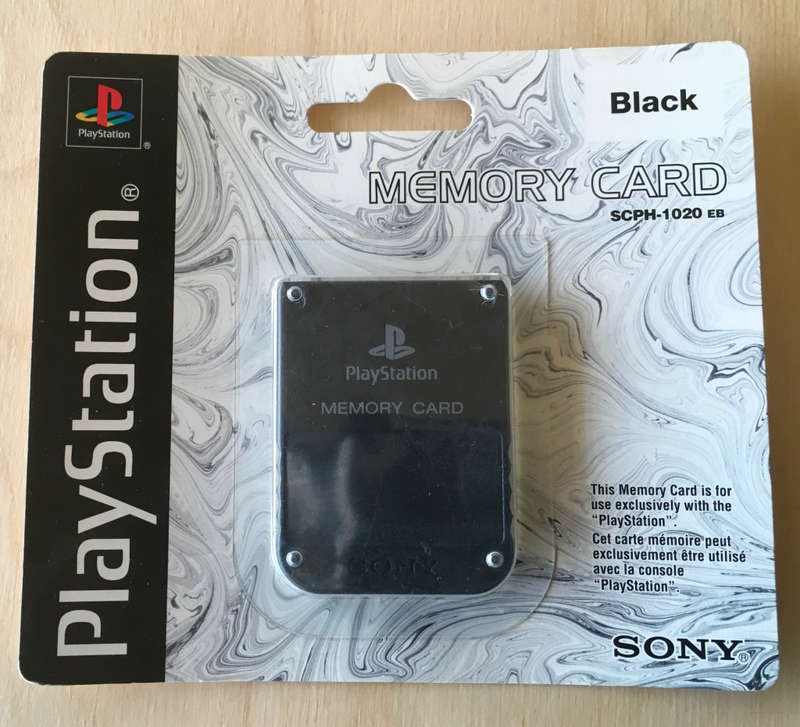 PlayStation
®
PlayStation®
Black
MEMORY CARD
SCPH-1020 EB
PlayStation
MEMORY CARD
SONY
This Memory Card is for
use exclusively with the
“PlayStation”.
Cet carte mémoire peut
exclusivement être utilisé
avec la console
“PlayStation”.
SONY®